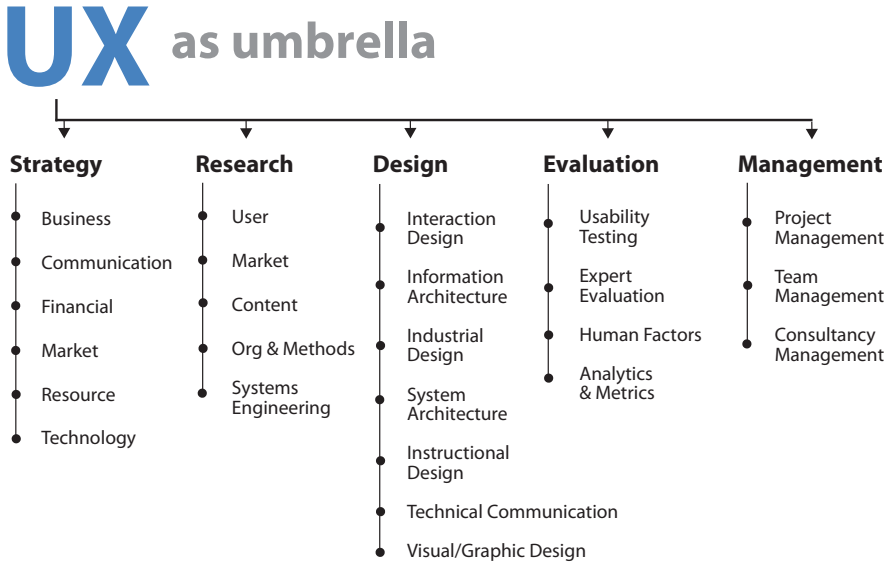 UX as umbrella
Strategy
Business
Communication
Financial
Market
Resource
Technology
Research
User
Market
Content
Org & Methods
Systems
Engineering
Design
Interaction
Design
Information
Architecture
Industrial
Design
System
Architecture
Instructional
Design
Technical Communication
Visual/Graphic Design
Evaluation
Usability
Testing
Expert
Evaluation
Human Factors
Analytics
& Metrics
Management
Project
Management
Team
Management
Consultancy
Management